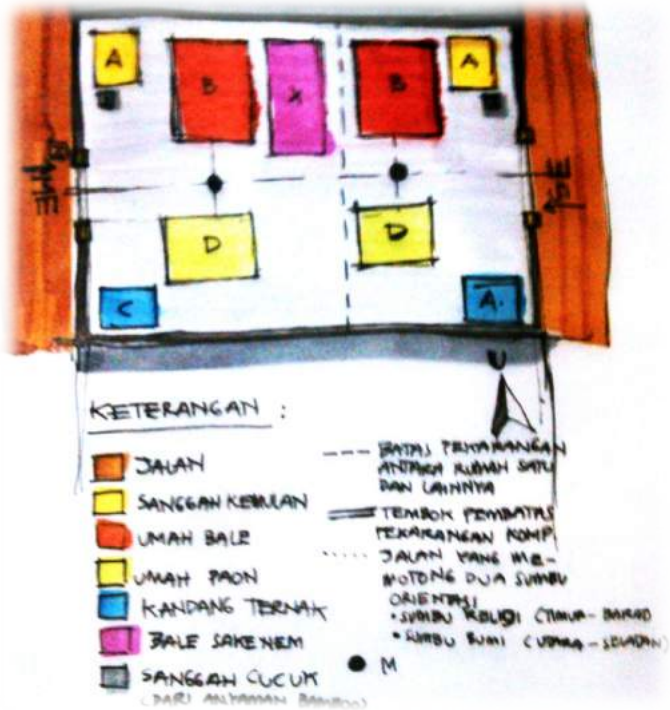 A
B
X
B
A
D
D
C
A.
U
KETERANGAN :
JALAN
SANGGAH KEMULAN
UMAH BALE
UMAH PAON
KANDANG TERNAK
BALE SAKENEM
SANGGAH CUCUK
(DARI ANYAMAN BAMBOO)
BATAS PEKARANGAN
ANTARA RUMAH SATU
DAN LAINNYA
TEMBOK PEMBATAS
PEKARANGAN KOMP
JALAN YANG ME-
MOTONG DUA SUMBU
ORIENTASI
• SUMBU RELIGI (TIMUR - BARAT
• SUMBU BUMI (UTARA - SELATAN)
M